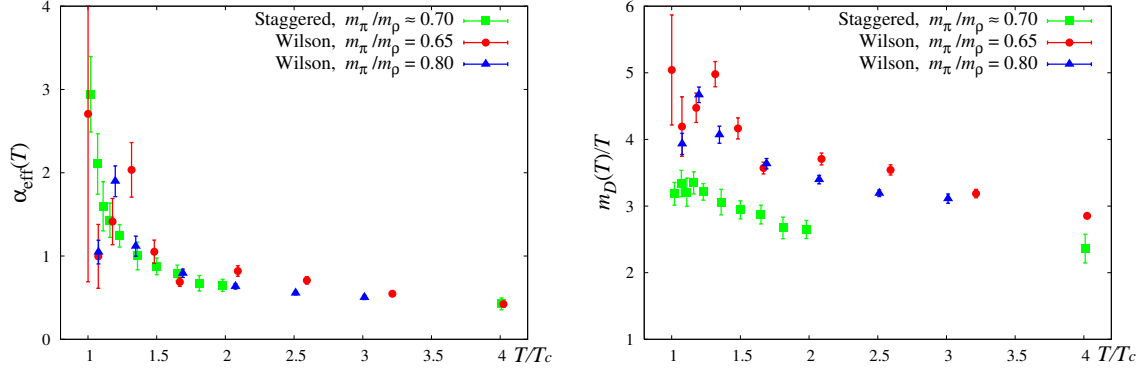 Staggered, m_π/m_ρ ≈ 0.70
Wilson, m_π/m_ρ = 0.65
Wilson, m_π/m_ρ = 0.80
α_eff(T)
4
3
2
1
0
1 1.5 2 2.5 3 3.5 4 T/T_c
Staggered, m_π/m_ρ ≈ 0.70
Wilson, m_π/m_ρ = 0.65
Wilson, m_π/m_ρ = 0.80
m_D(T)/T
6
5
4
3
2
1
1 1.5 2 2.5 3 3.5 4 T/T_c